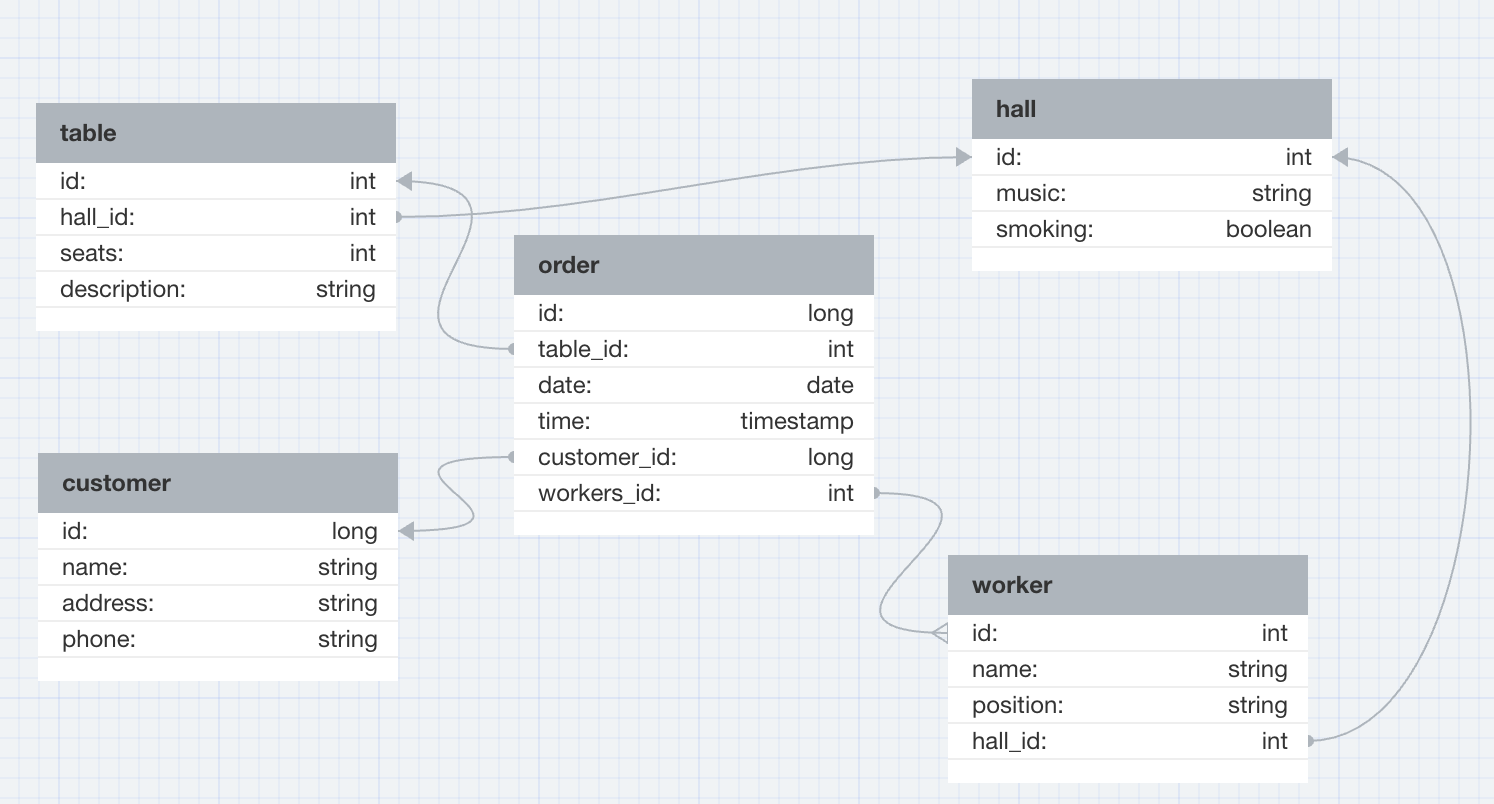 table
id: int
hall_id: int
seats: int
description: string
hall
id: int
music: string
smoking: boolean
order
id: long
table_id: int
date: date
time: timestamp
customer_id: long
workers_id: int
customer
id: long
name: string
address: string
phone: string
worker
id: int
name: string
position: string
hall_id: int